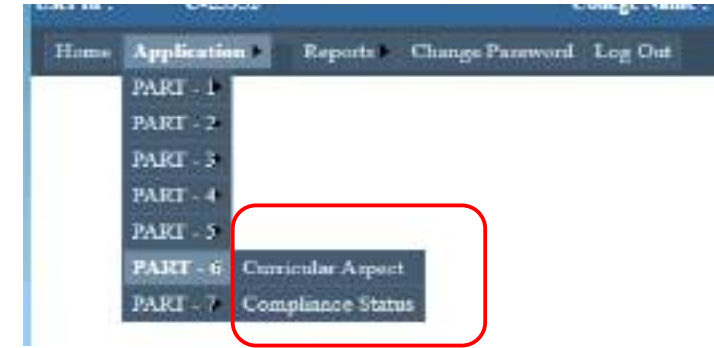 Home Application Reports Change Password Log Out
PART - 1
PART - 2
PART - 3
PART - 4
PART - 5
PART - 6 Curricular Aspect
PART - 7 Compliance Status